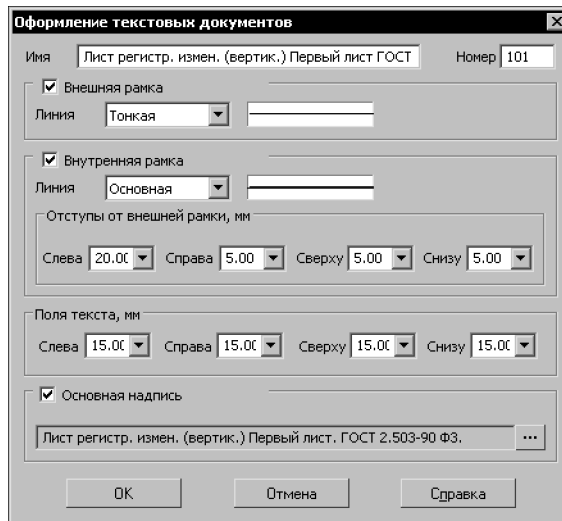 Оформление текстовых документов
Имя Лист регистр. измен. (вертик.) Первый лист ГОСТ Номер 101
Внешняя рамка
Линия Тонкая
Внутренняя рамка
Линия Основная
Отступы от внешней рамки, мм
Слева 20.00 Справа 5.00 Сверху 5.00 Снизу 5.00
Поля текста, мм
Слева 15.00 Справа 15.00 Сверху 15.00 Снизу 15.00
Основная надпись
Лист регистр. измен. (вертик.) Первый лист. ГОСТ 2.503-90 Ф3. ...
OK Отмена Справка